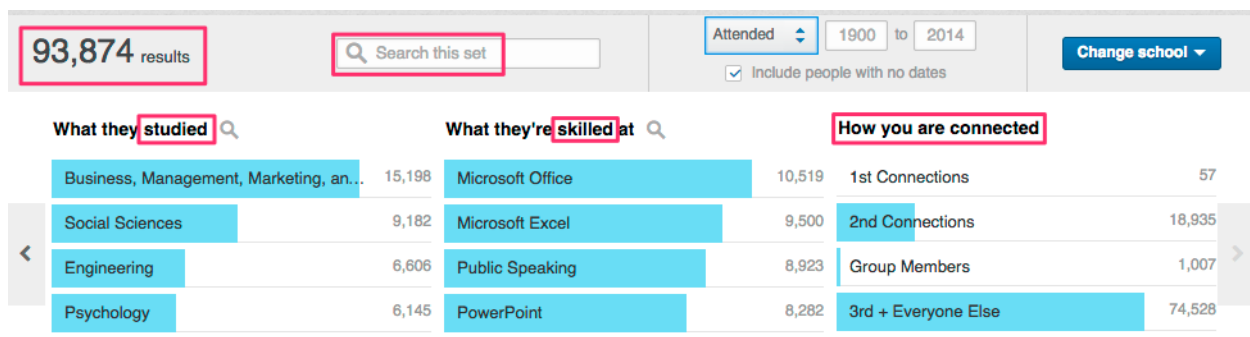 93,874 results
Search this set
Attended
1900 to 2014
Include people with no dates
Change school
What they studied
Business, Management, Marketing, an... 15,198
Social Sciences 9,182
Engineering 6,606
Psychology 6,145
What they're skilled at
Microsoft Office 10,519
Microsoft Excel 9,500
Public Speaking 8,923
PowerPoint 8,282
How you are connected
1st Connections 57
2nd Connections 18,935
Group Members 1,007
3rd + Everyone Else 74,528